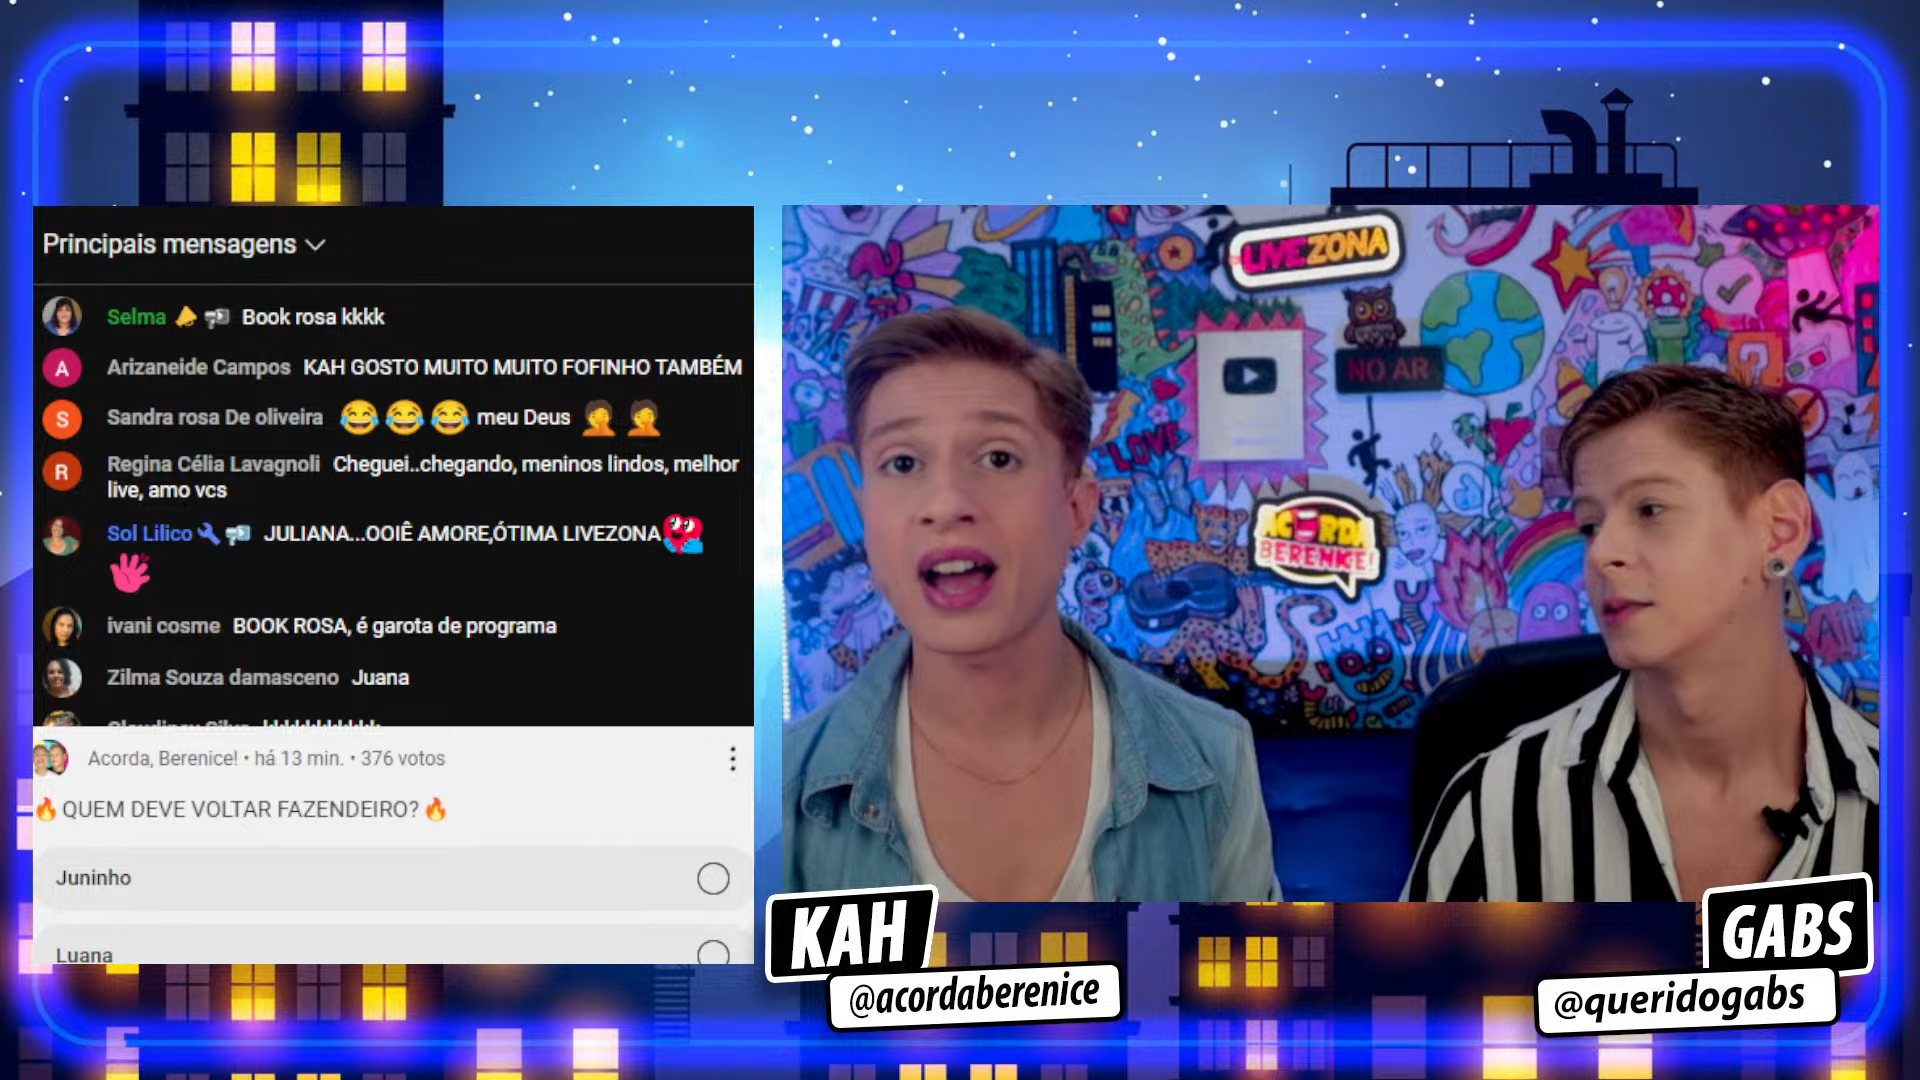 Principais mensagens
Selma Book rosa kkkk
A Arizaneide Campos KAH GOSTO MUITO MUITO FOFINHO TAMBÉM
S Sandra rosa De oliveira 😂😂😂 meu Deus 🤦🤦
R Regina Célia Lavagnoli Cheguei..chegando, meninos lindos, melhor
live, amo vcs
Sol Lilico JULIANA...OOIÊ AMORE,ÓTIMA LIVEZONA
ivani cosme BOOK ROSA, é garota de programa
Zilma Souza damasceno Juana
Acorda, Berenice! • há 13 min. • 376 votos
🔥 QUEM DEVE VOLTAR FAZENDEIRO? 🔥
Juninho
Luana
LIVEZONA
NO AR
LOVE
ACORDA
BERENICE!
KAH
@acordaberenice
GABS
@queridogabs